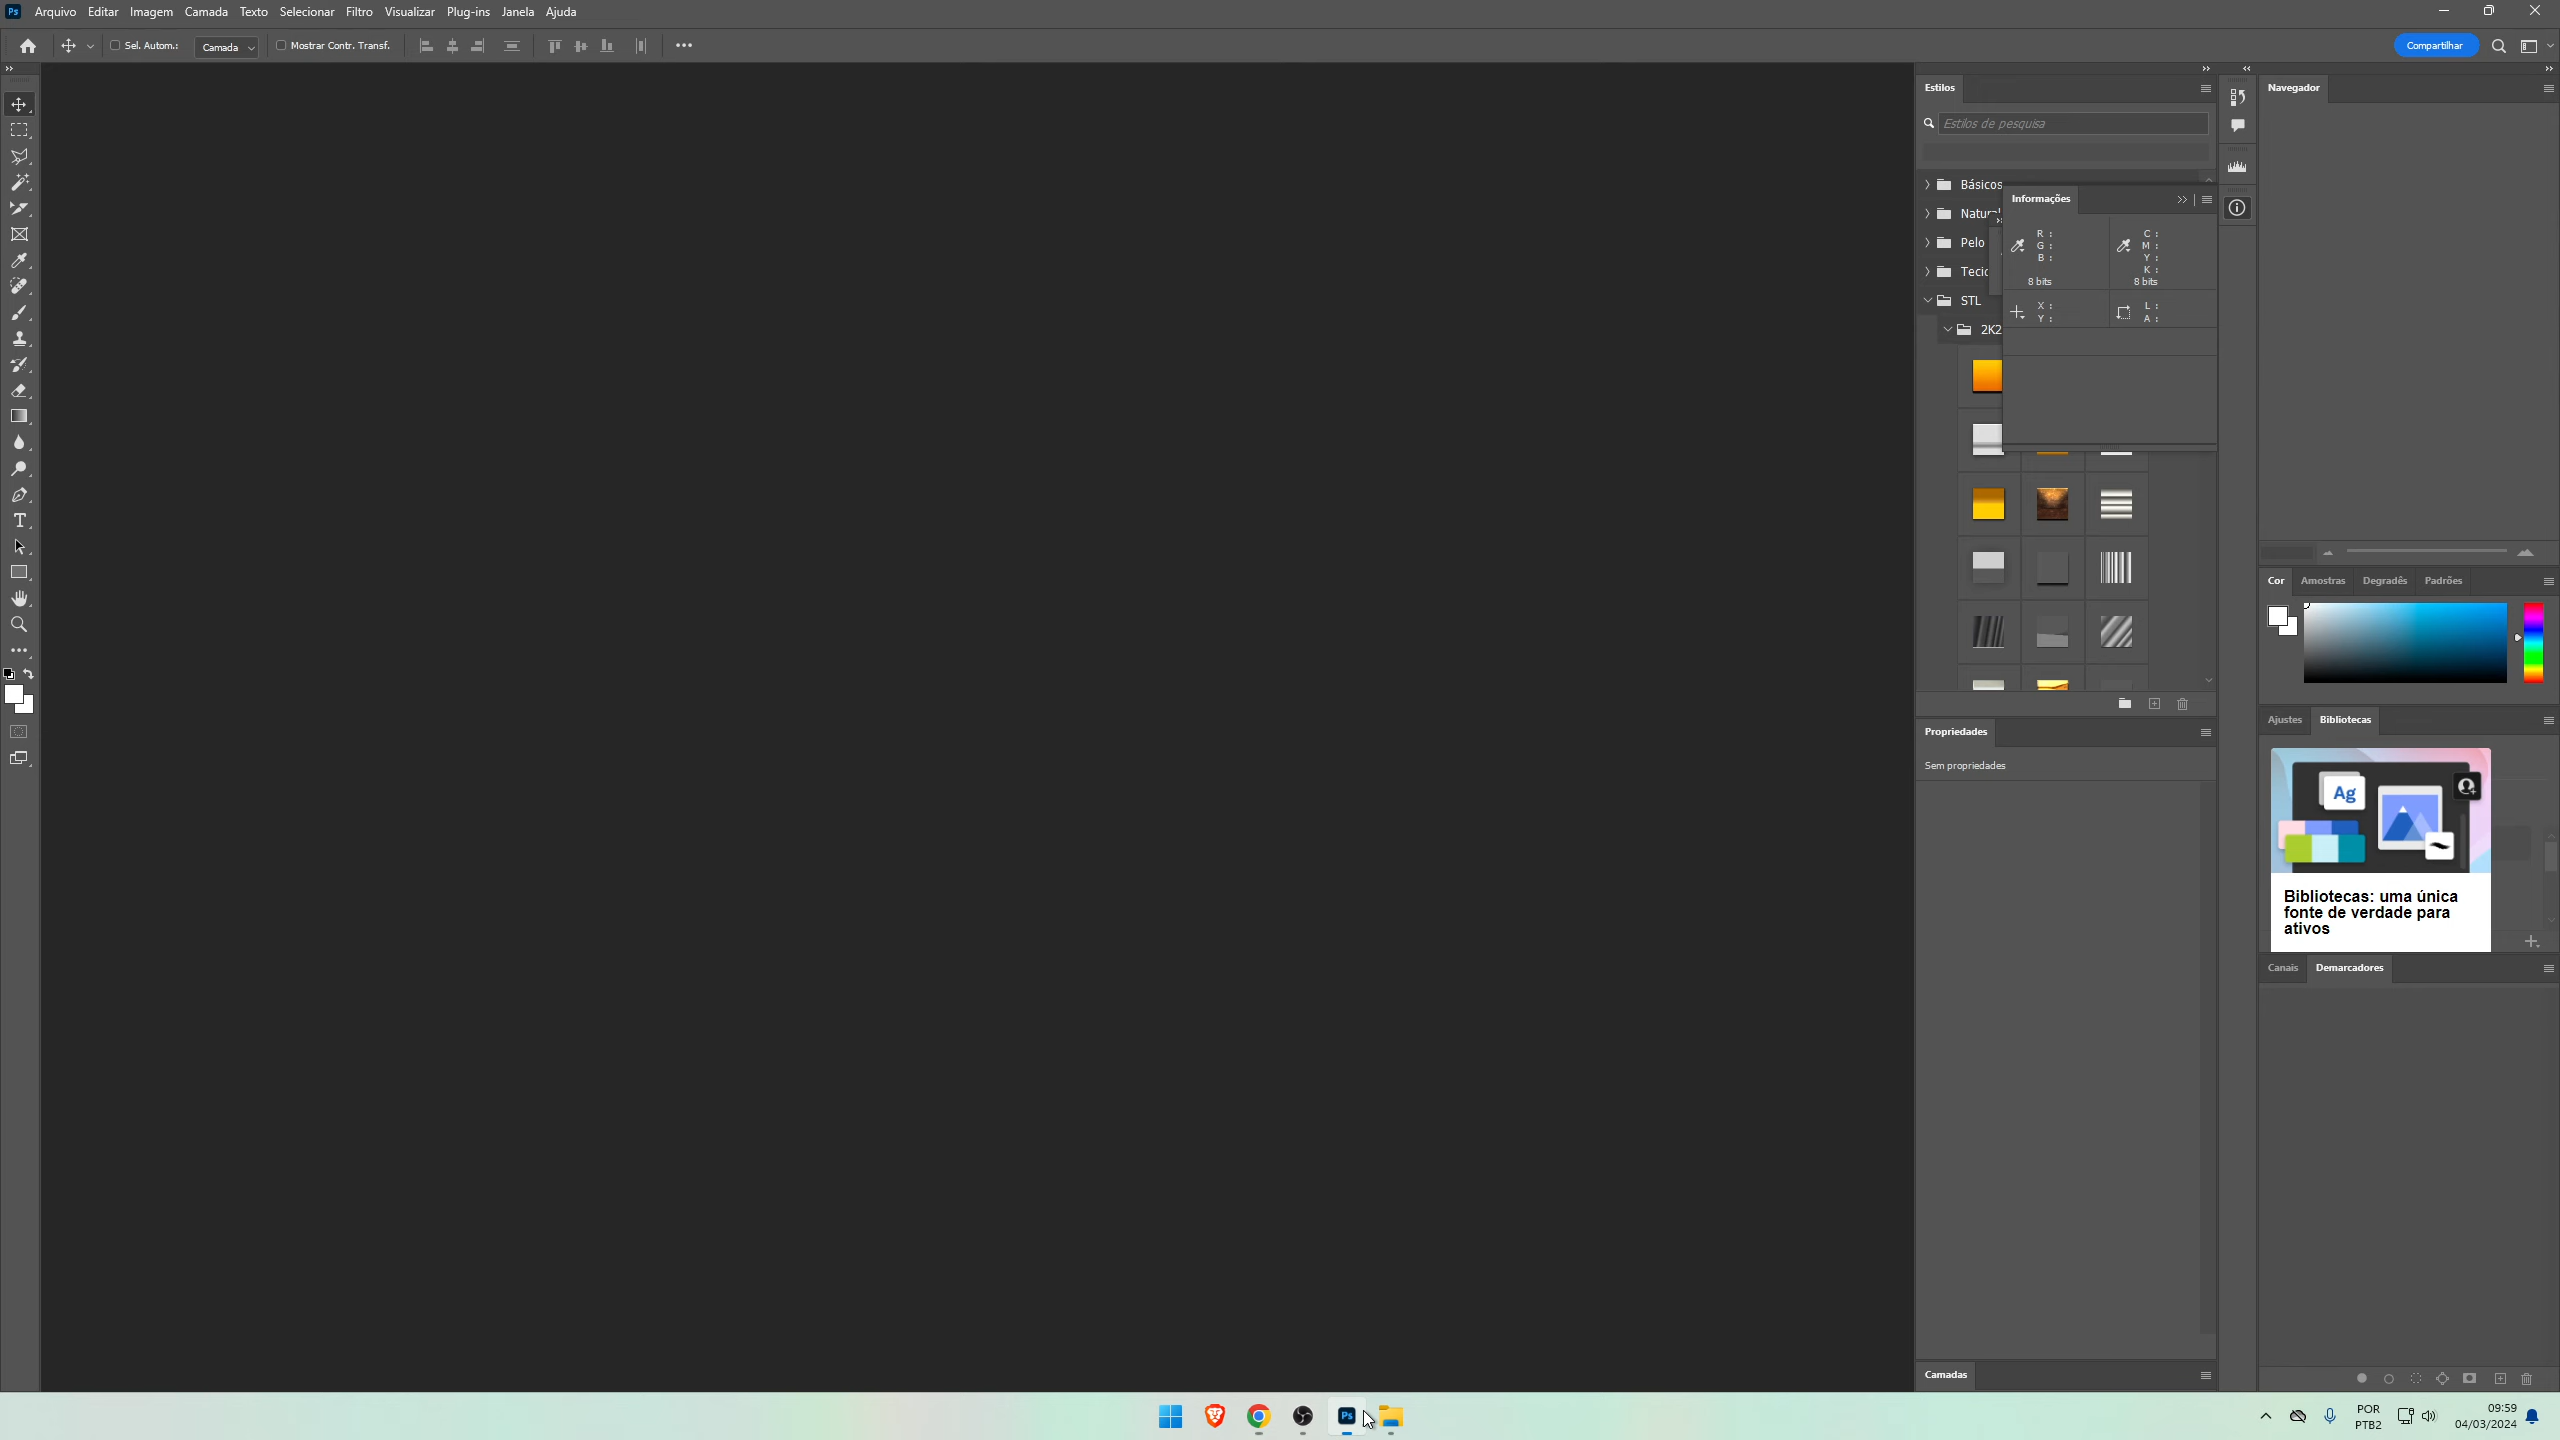 Ps Arquivo Editar Imagem Camada Texto Selecionar Filtro Visualizar Plug-ins Janela Ajuda
Sel. Autom.: Camada Mostrar Contr. Transf. Compartilhar
Estilos
Estilos de pesquisa
Básicos
Pelo
STL
Informações
R :
G :
B :
8 bits
C :
M :
Y :
K :
8 bits
X :
Y :
L :
A :
Propriedades
Sem propriedades
Camadas
Navegador
Cor Amostras Degradês Padrões
Ajustes Bibliotecas
Ag
Bibliotecas: uma única
fonte de verdade para
ativos
Canais Demarcadores
Ps
POR
PTB2
09:59
04/03/2024